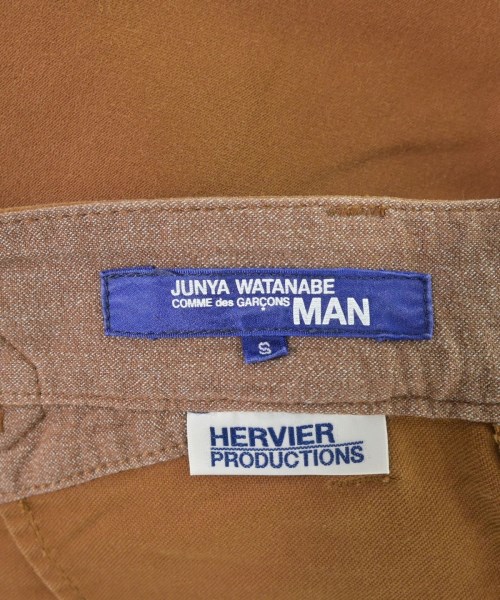 JUNYA WATANABE
COMME des GARÇONS MAN
S
HERVIER
PRODUCTIONS